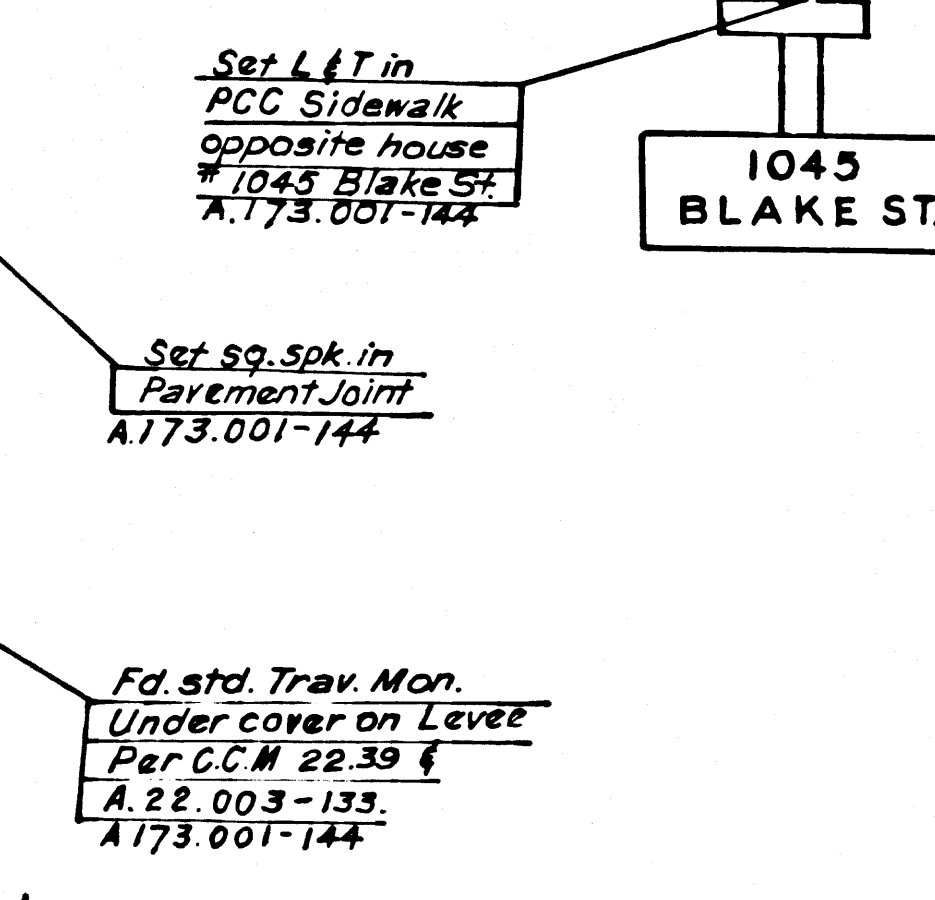 Set L & T in
PCC Sidewalk
opposite house
# 1045 Blake St.
A.173.001-144
1045
BLAKE ST.
Set sq. spk. in
Pavement Joint
A.173.001-144
Fd. std. Trav. Mon.
Under cover on Levee
Per C.C.M 22.39 &
A.22.003-133.
A 173.001-144